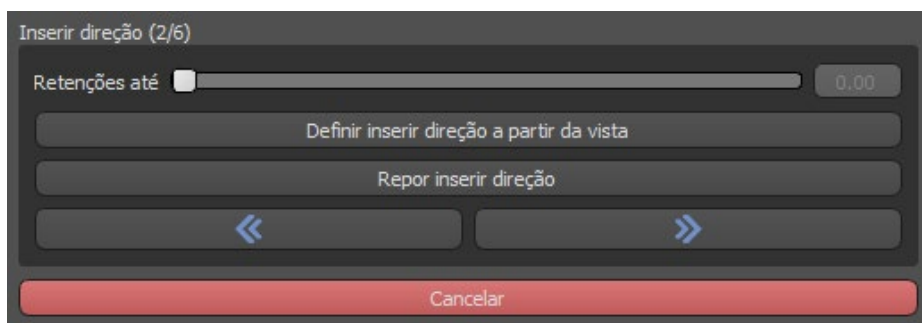 Inserir direção (2/6)
Retenções até 0.00
Definir inserir direção a partir da vista
Repor inserir direção
Cancelar